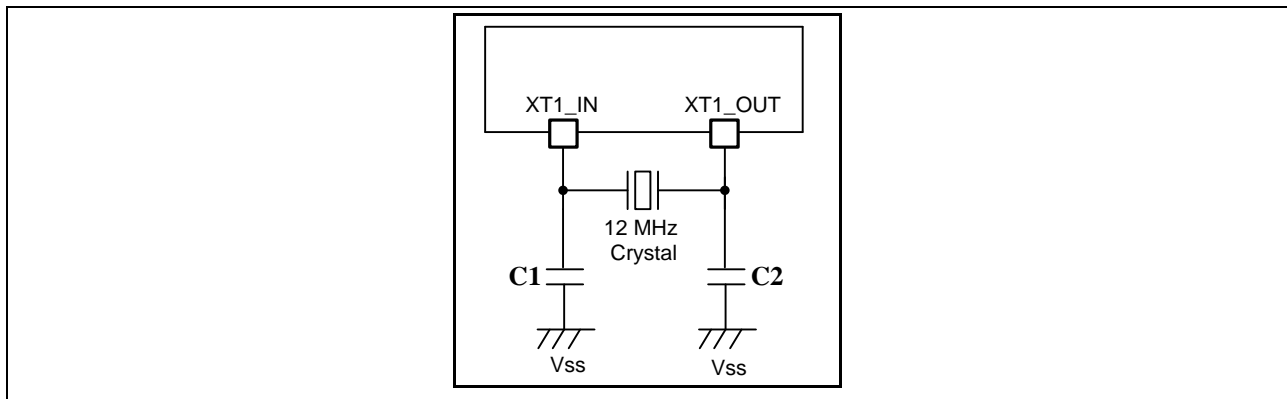 XT1_IN XT1_OUT
12 MHz
Crystal
C1 C2
Vss Vss